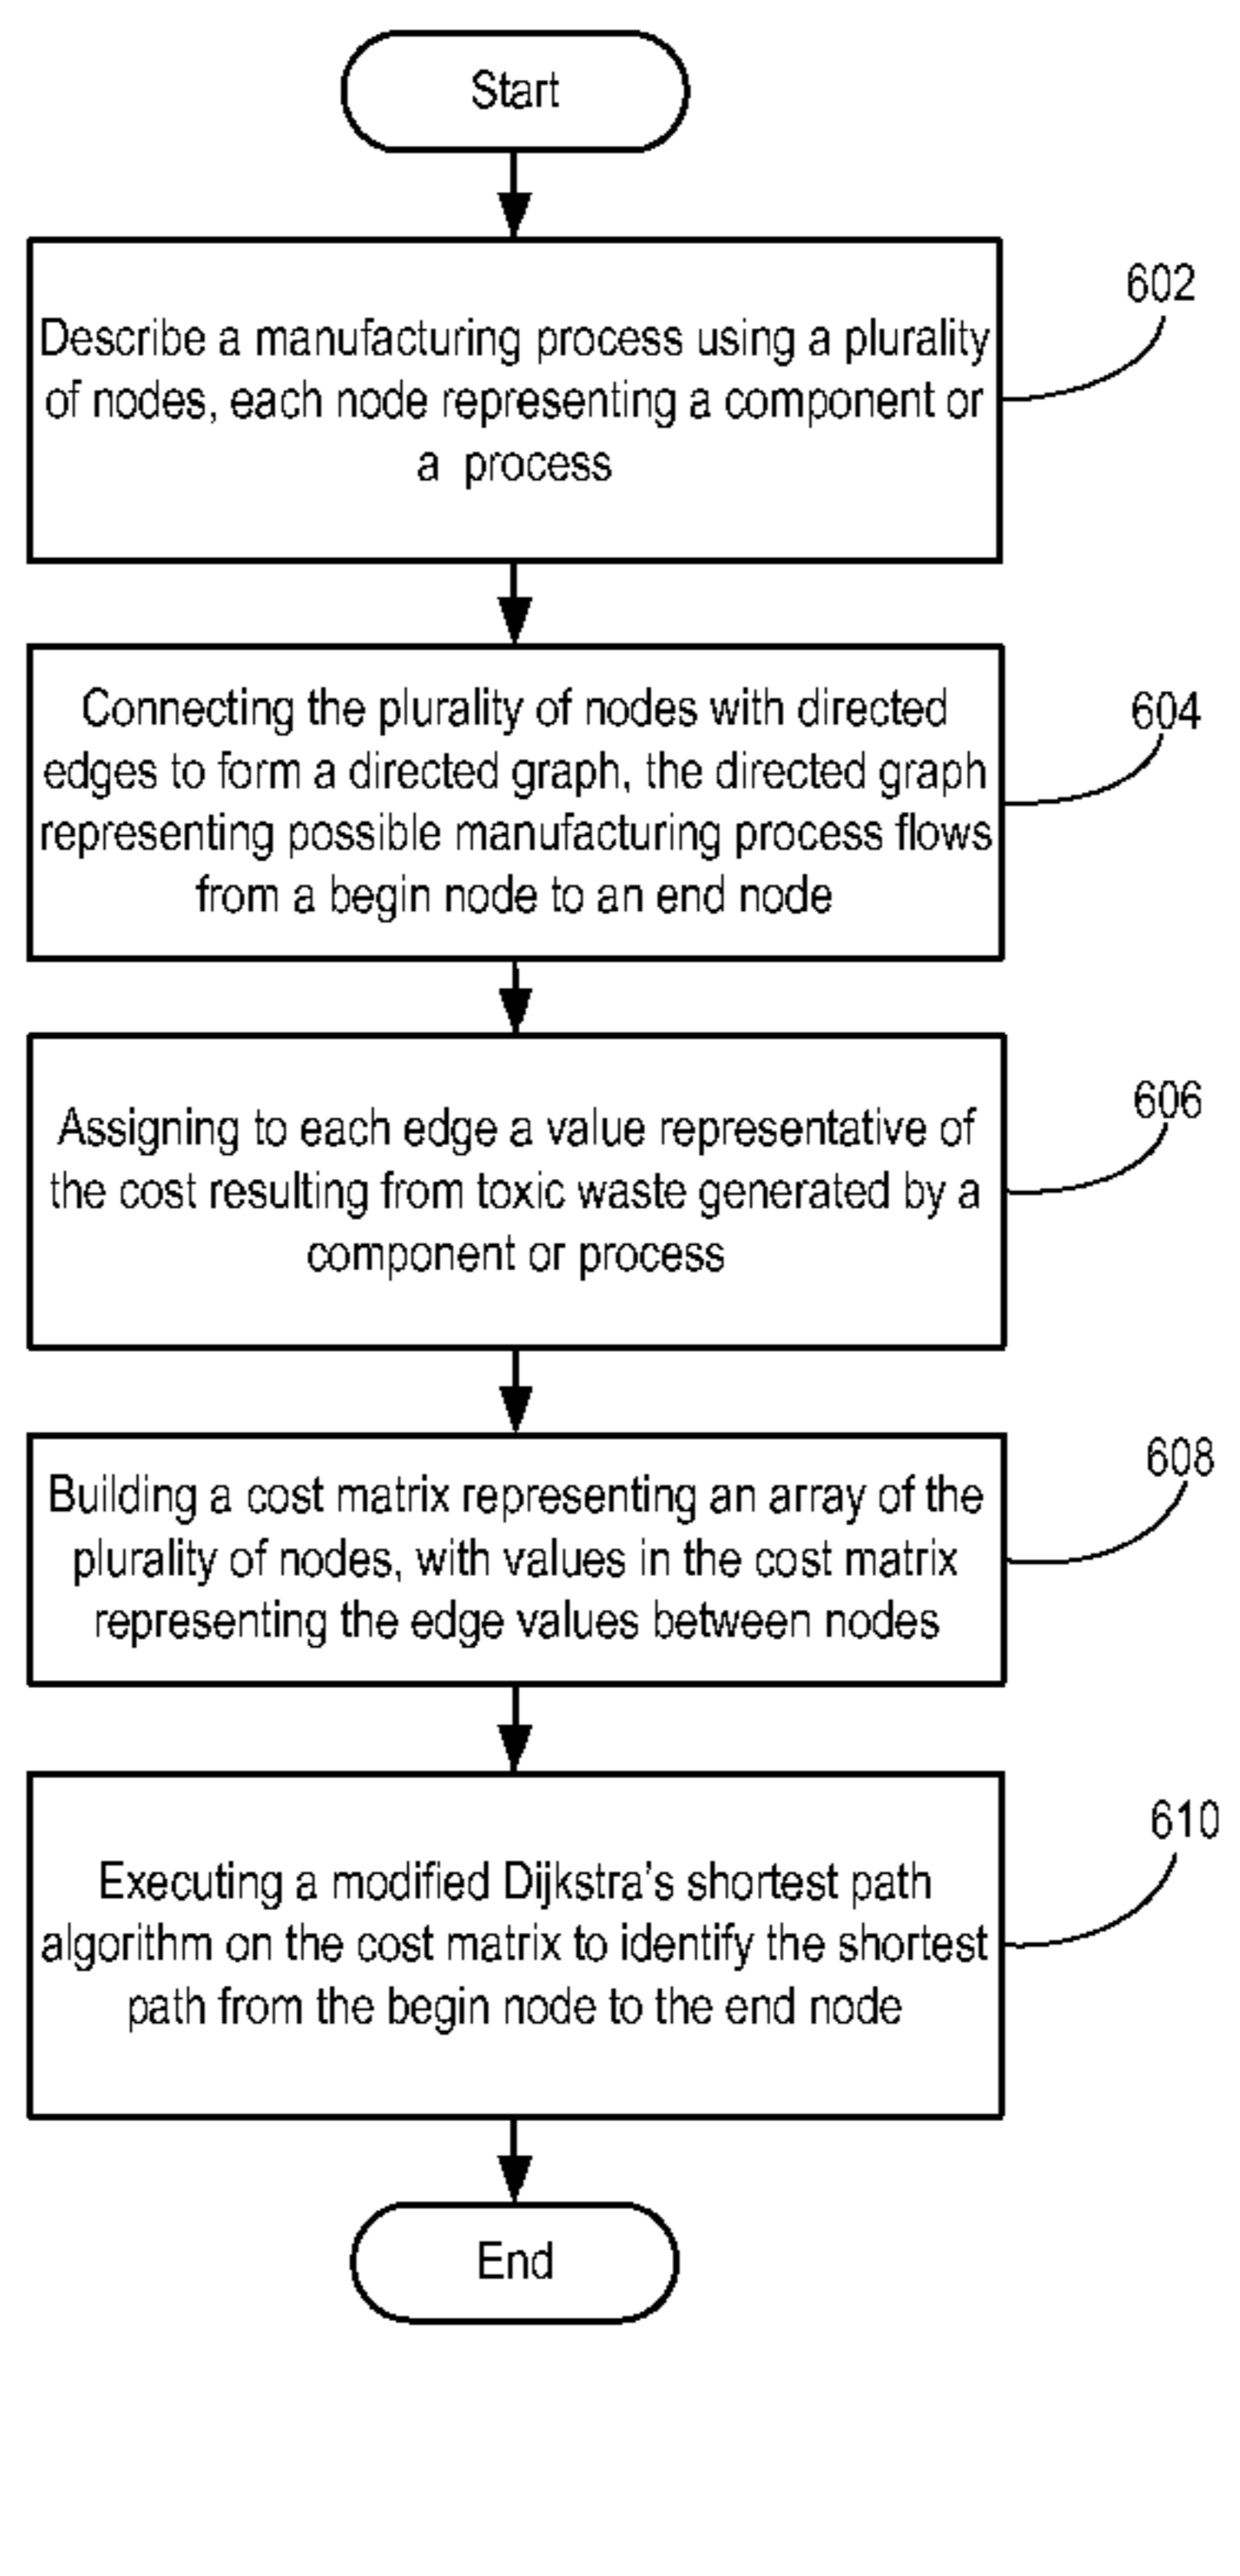 Start
602
Describe a manufacturing process using a plurality
of nodes, each node representing a component or
a process
604
Connecting the plurality of nodes with directed
edges to form a directed graph, the directed graph
representing possible manufacturing process flows
from a begin node to an end node
606
Assigning to each edge a value representative of
the cost resulting from toxic waste generated by a
component or process
608
Building a cost matrix representing an array of the
plurality of nodes, with values in the cost matrix
representing the edge values between nodes
610
Executing a modified Dijkstra's shortest path
algorithm on the cost matrix to identify the shortest
path from the begin node to the end node
End